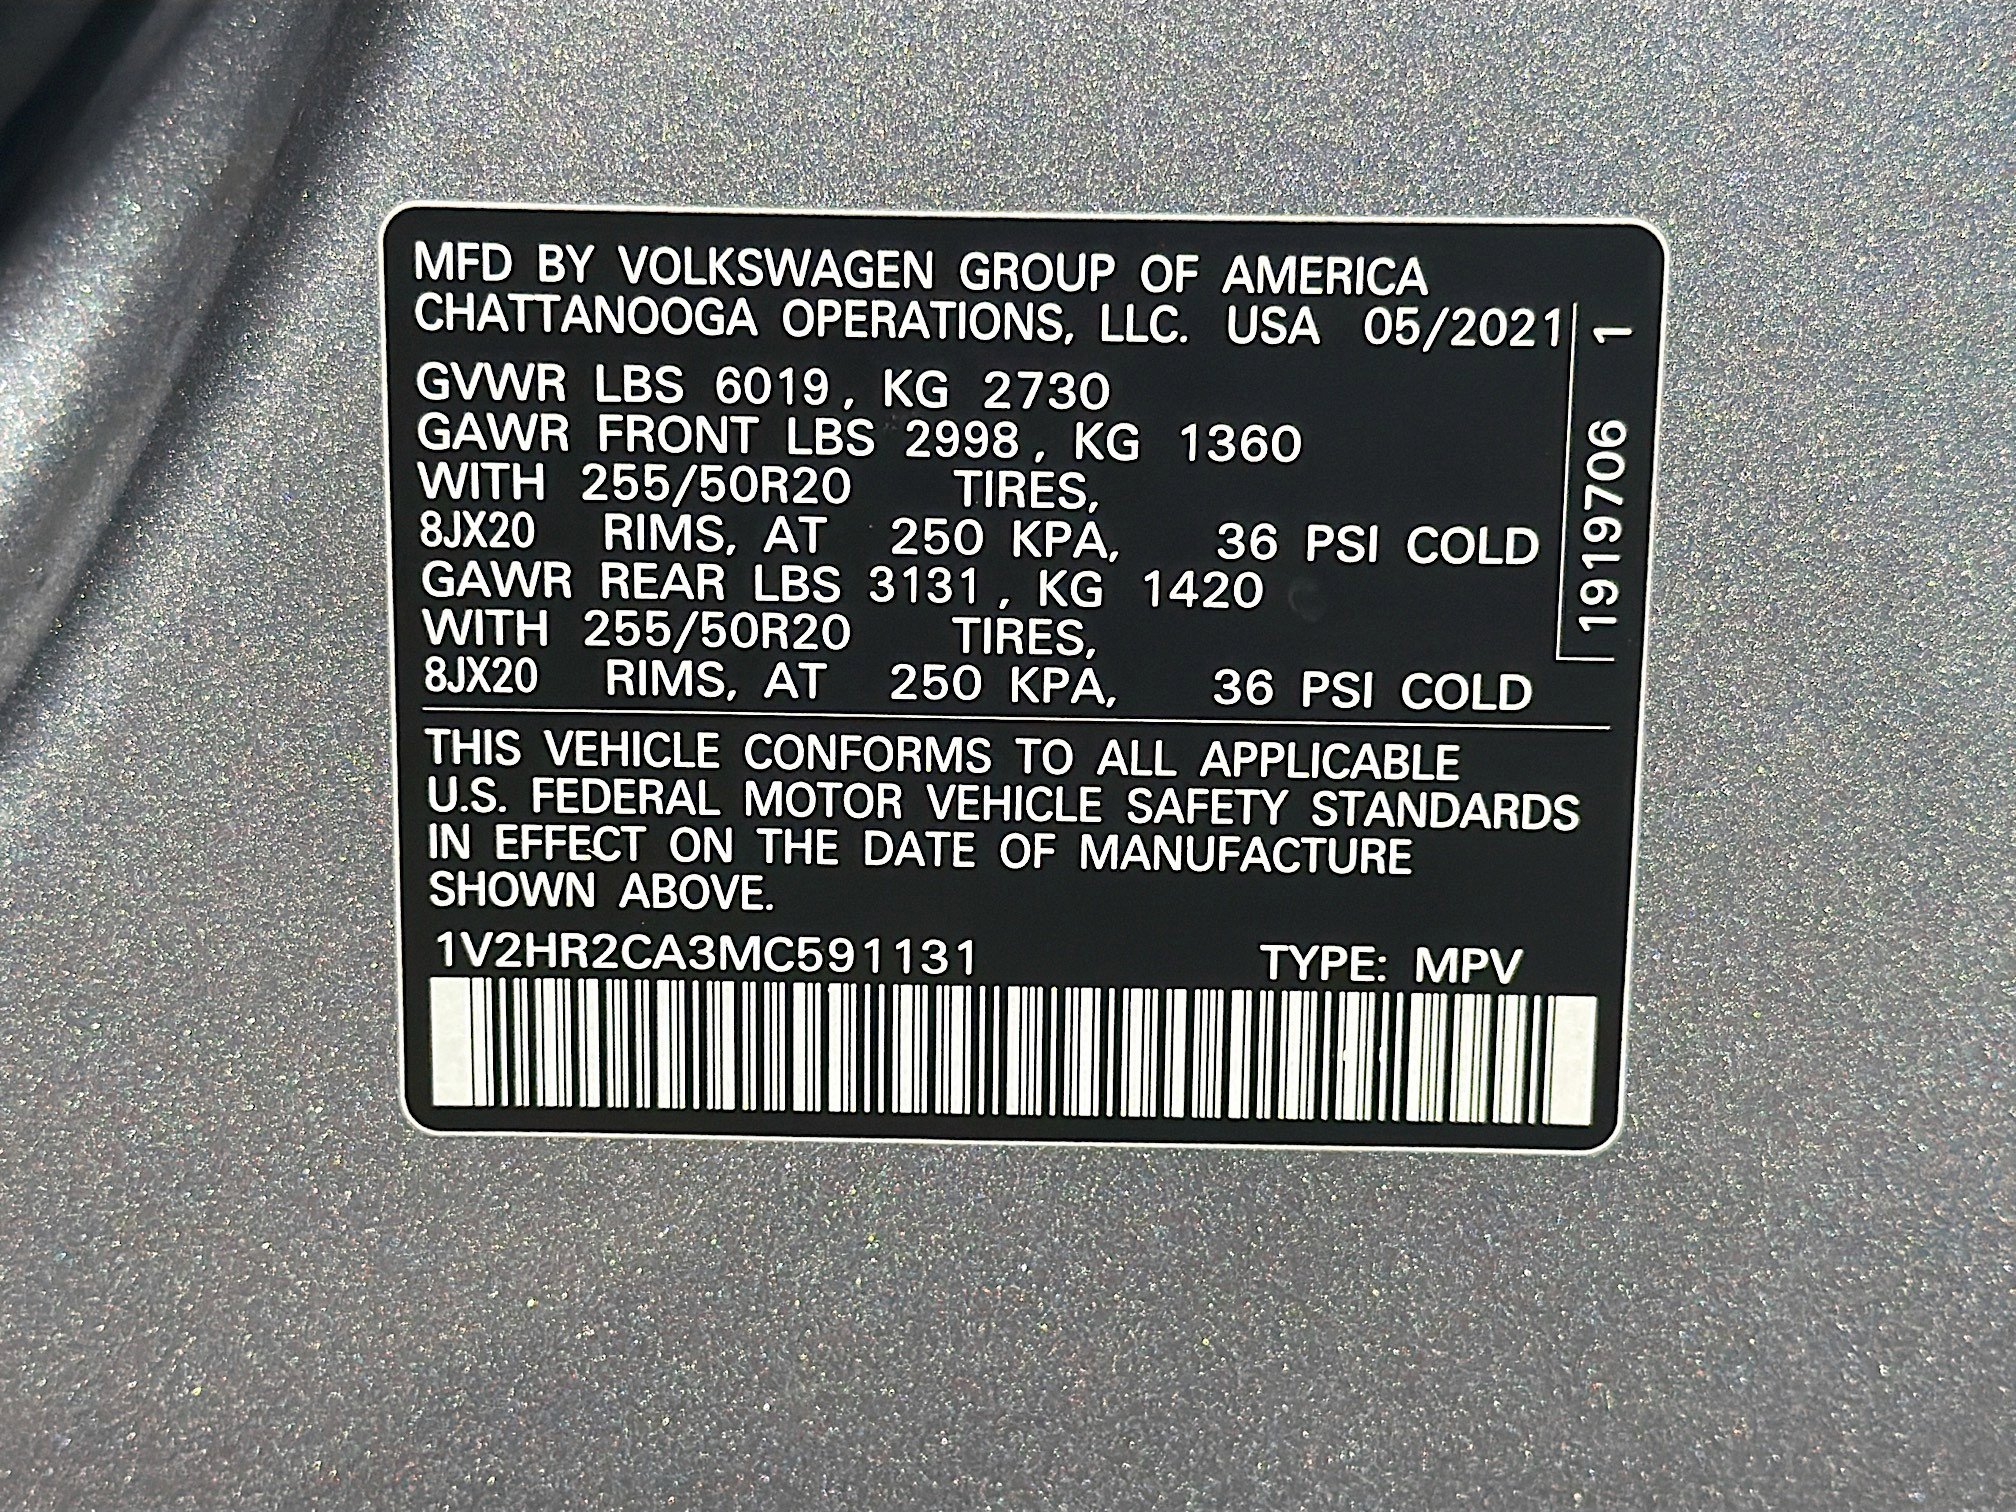 MFD BY VOLKSWAGEN GROUP OF AMERICA
CHATTANOOGA OPERATIONS, LLC. USA 05/2021
GVWR LBS 6019, KG 2730
GAWR FRONT LBS 2998, KG 1360
WITH 255/50R20 TIRES,
8JX20 RIMS, AT 250 KPA, 36 PSI COLD
GAWR REAR LBS 3131, KG 1420
WITH 255/50R20 TIRES,
8JX20 RIMS, AT 250 KPA, 36 PSI COLD
1919706 1
THIS VEHICLE CONFORMS TO ALL APPLICABLE
U.S. FEDERAL MOTOR VEHICLE SAFETY STANDARDS
IN EFFECT ON THE DATE OF MANUFACTURE
SHOWN ABOVE.
1V2HR2CA3MC591131 TYPE: MPV